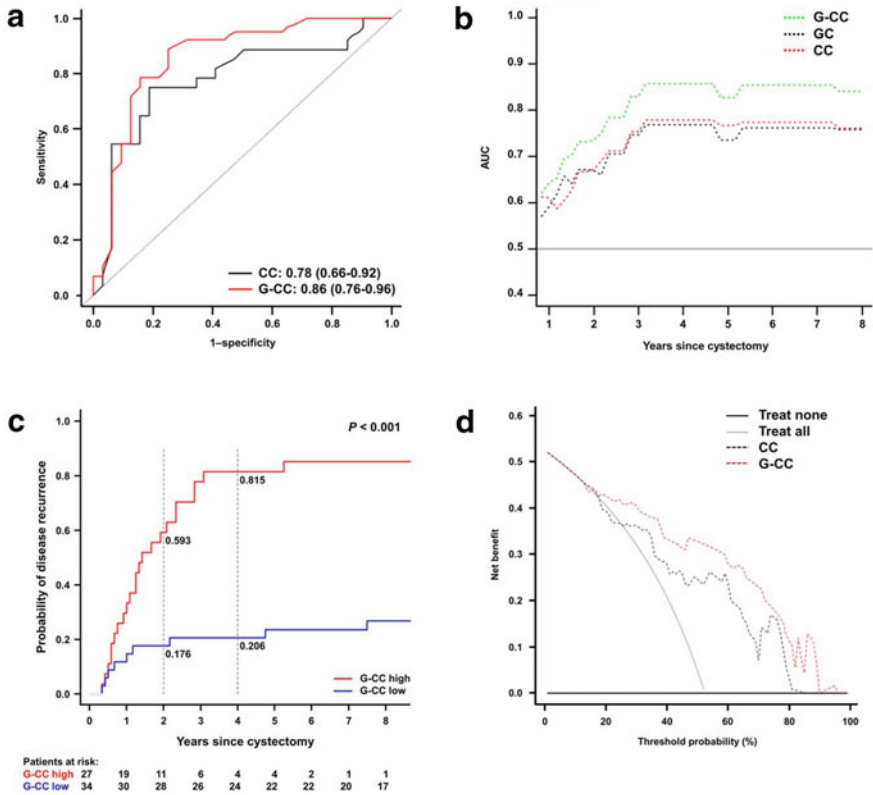 a
1.0
0.8
0.6
0.4
0.2
0.0
Sensitivity
CC: 0.78 (0.66-0.92)
G-CC: 0.86 (0.76-0.96)
0.0 0.2 0.4 0.6 0.8 1.0
1–specificity
b
1.0
0.9
0.8
0.7
0.6
0.5
0.4
AUC
G-CC
GC
CC
1 2 3 4 5 6 7 8
Years since cystectomy
c
1.0
0.8
0.6
0.4
0.2
0.0
Probability of disease recurrence
P < 0.001
0.815
0.593
0.176
0.206
G-CC high
G-CC low
0 1 2 3 4 5 6 7 8
Years since cystectomy
Patients at risk:
G-CC high 27 19 11 6 4 4 2 1 1
G-CC low 34 30 28 26 24 22 22 20 17
d
0.6
0.5
0.4
0.3
0.2
0.1
0.0
Net benefit
Treat none
Treat all
CC
G-CC
0 20 40 60 80 100
Threshold probability (%)